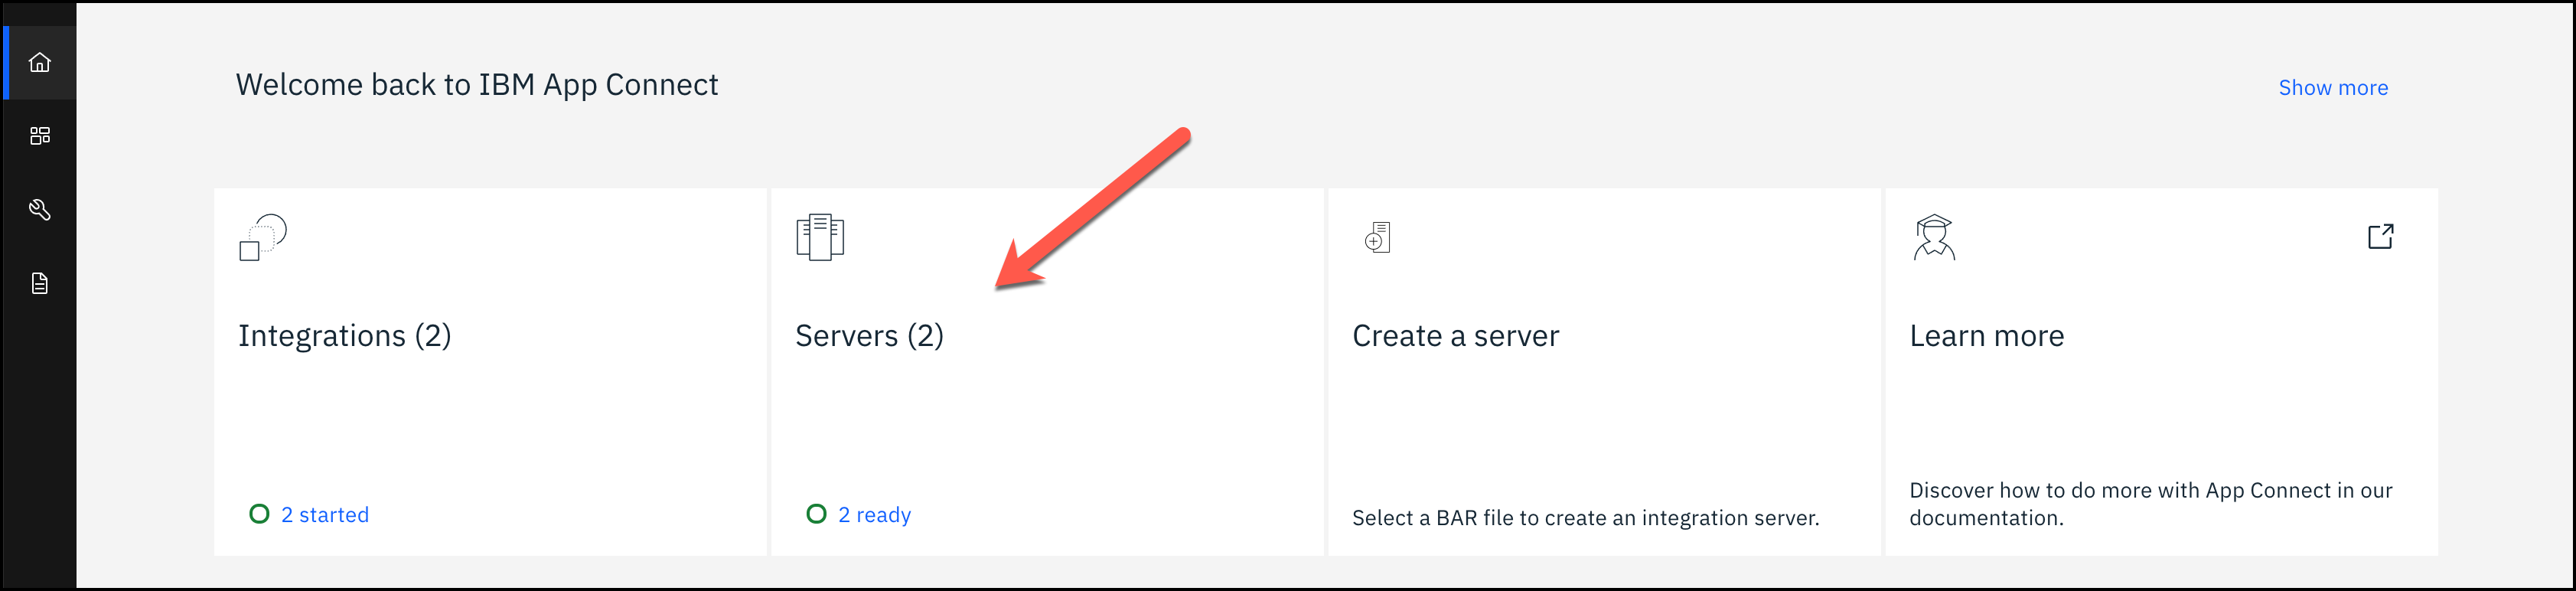 Welcome back to IBM App Connect
Show more
Integrations (2)
2 started
Servers (2)
2 ready
Create a server
Select a BAR file to create an integration server.
Learn more
Discover how to do more with App Connect in our
documentation.